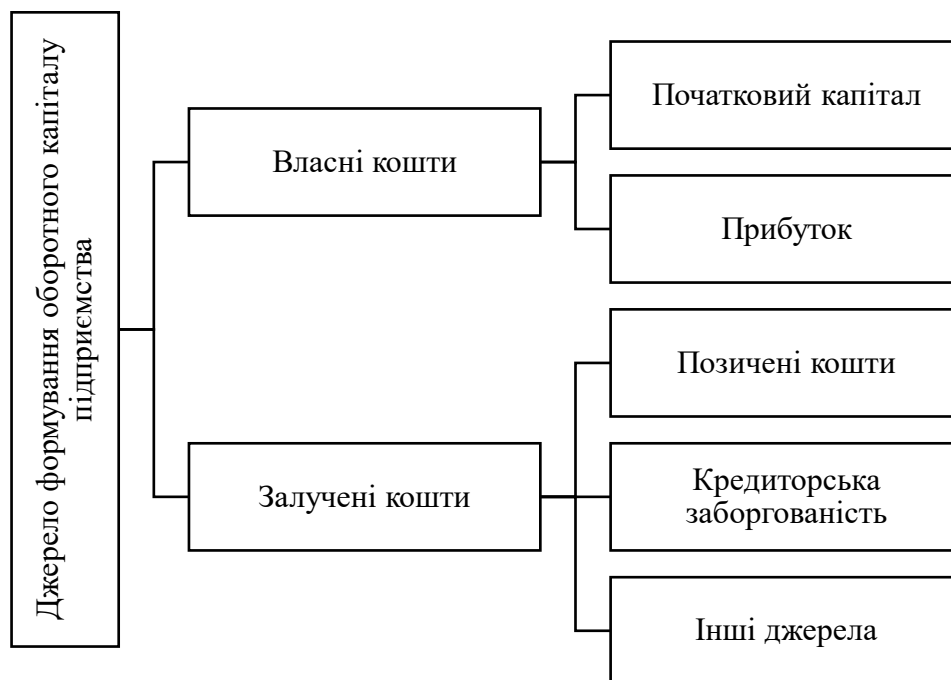 Джерело формування оборотного капіталу
підприємства
Власні кошти
Початковий капітал
Прибуток
Залучені кошти
Позичені кошти
Кредиторська
заборгованість
Інші джерела